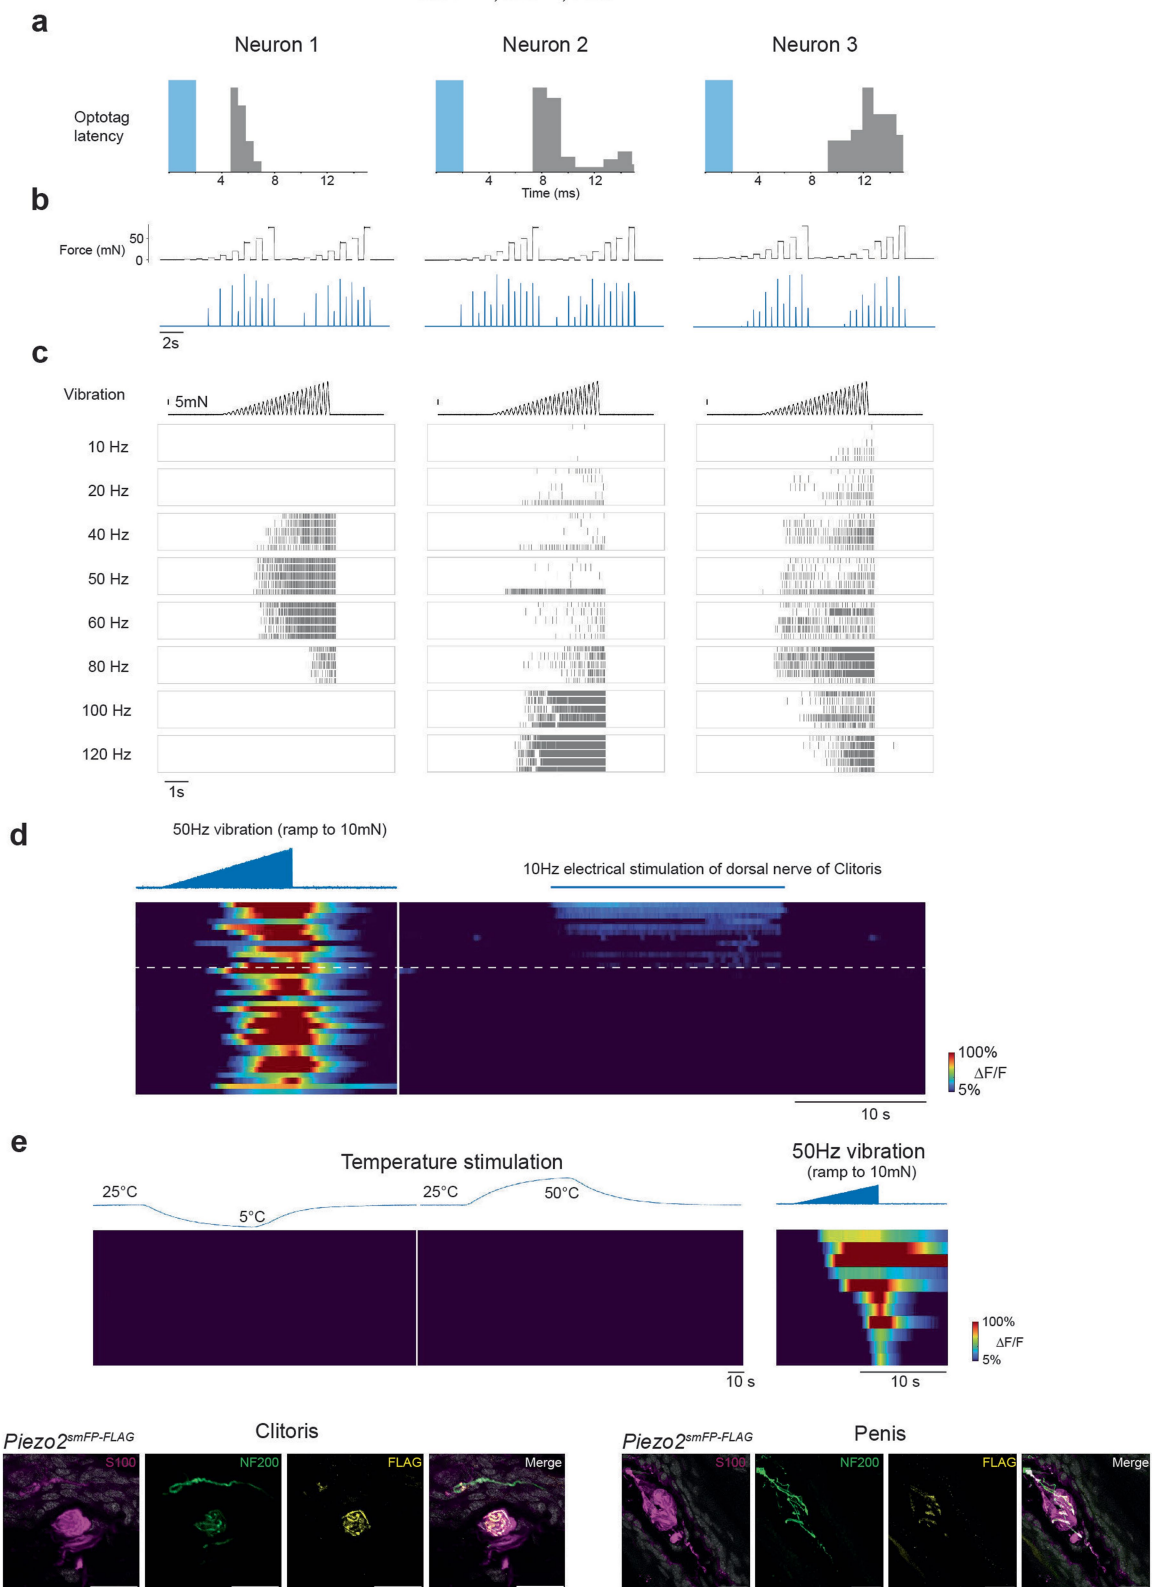 a
Neuron 1
Neuron 2
Neuron 3
Optotag
latency
4
8
12
4
8
12
4
8
12
Time (ms)
b
Force (mN)
50
0
2s
c
Vibration
5mN
10 Hz
20 Hz
40 Hz
50 Hz
60 Hz
80 Hz
100 Hz
120 Hz
1s
d
50Hz vibration (ramp to 10mN)
10Hz electrical stimulation of dorsal nerve of Clitoris
100%
ΔF/F
5%
10 s
e
Temperature stimulation
50Hz vibration
(ramp to 10mN)
25°C
5°C
25°C
50°C
100%
ΔF/F
5%
10 s
10 s
Clitoris
Penis
Piezo2smFP-FLAG
Piezo2smFP-FLAG
S100
NF200
FLAG
Merge
S100
NF200
FLAG
Merge